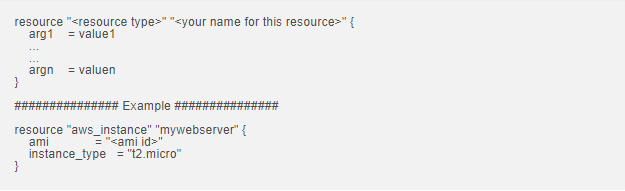 resource "<resource type>" "<your name for this resource>" {
arg1 = value1
...
...
argn = valuen
}
############### Example ###############
resource "aws_instance" "mywebserver" {
ami = "<ami id>"
instance_type = "t2.micro"
}